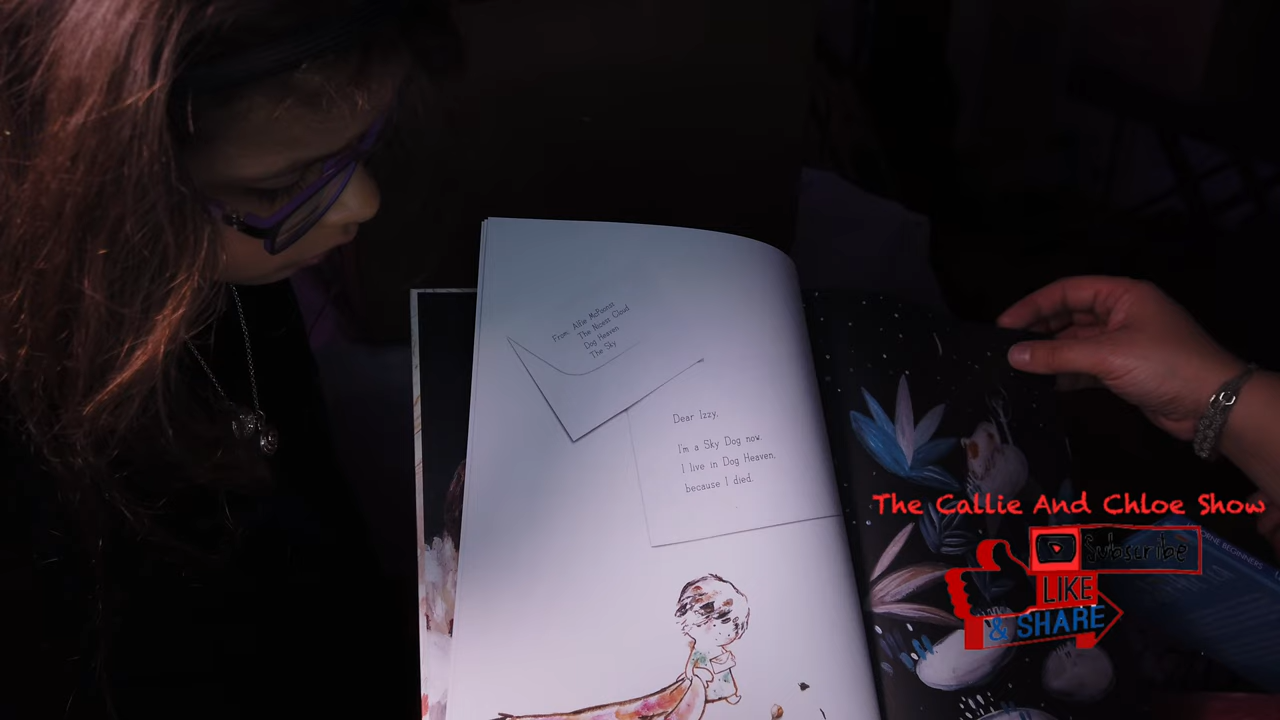 From: Alfie McPoonst
The Nicest Cloud
Dog Heaven
The Sky
Dear Izzy,
I'm a Sky Dog now.
I live in Dog Heaven,
because I died.
The Callie And Chloe Show
Subscribe
LIKE
& SHARE
BEGINNERS